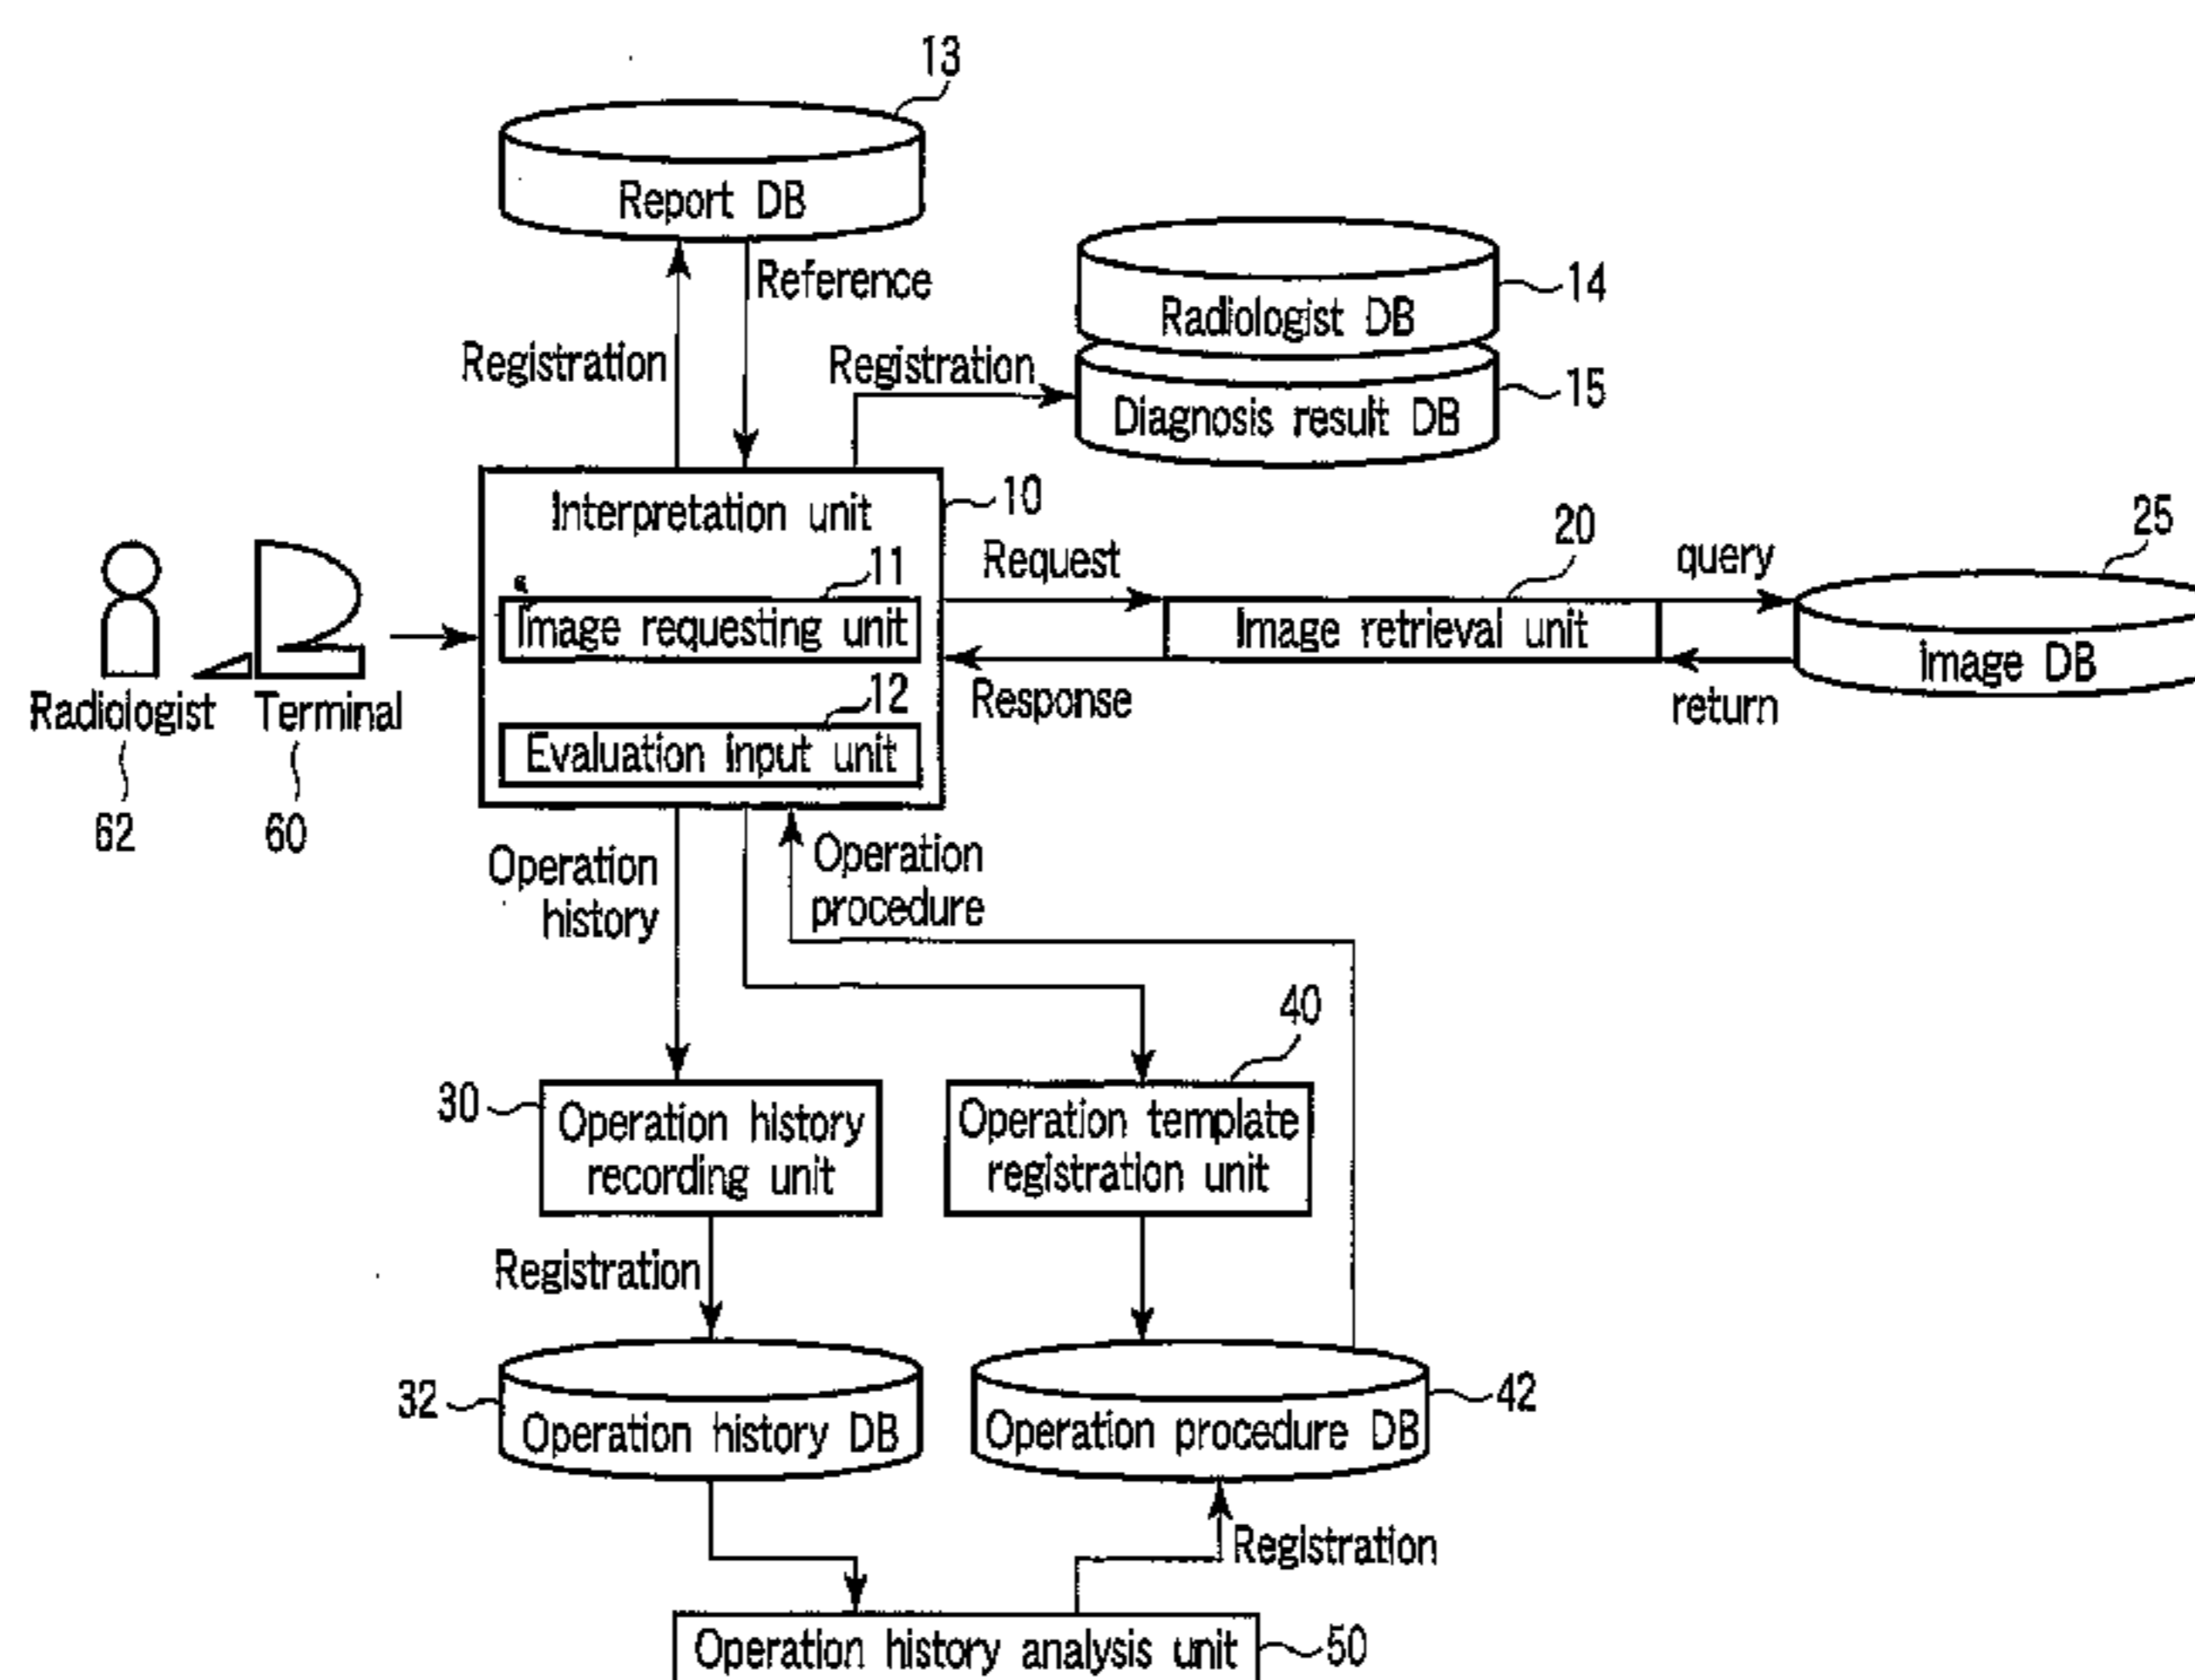 13
Report DB
Reference
Registration
14
Radiologist DB
Registration
15
Diagnosis result DB
Interpretation unit
10
11
Image requesting unit
12
Evaluation input unit
Request
Response
20
Image retrieval unit
query
return
25
Image DB
Radiologist
62
Terminal
60
Operation
history
Operation
procedure
30
Operation history
recording unit
40
Operation template
registration unit
Registration
32
Operation history DB
42
Operation procedure DB
Registration
Operation history analysis unit
50